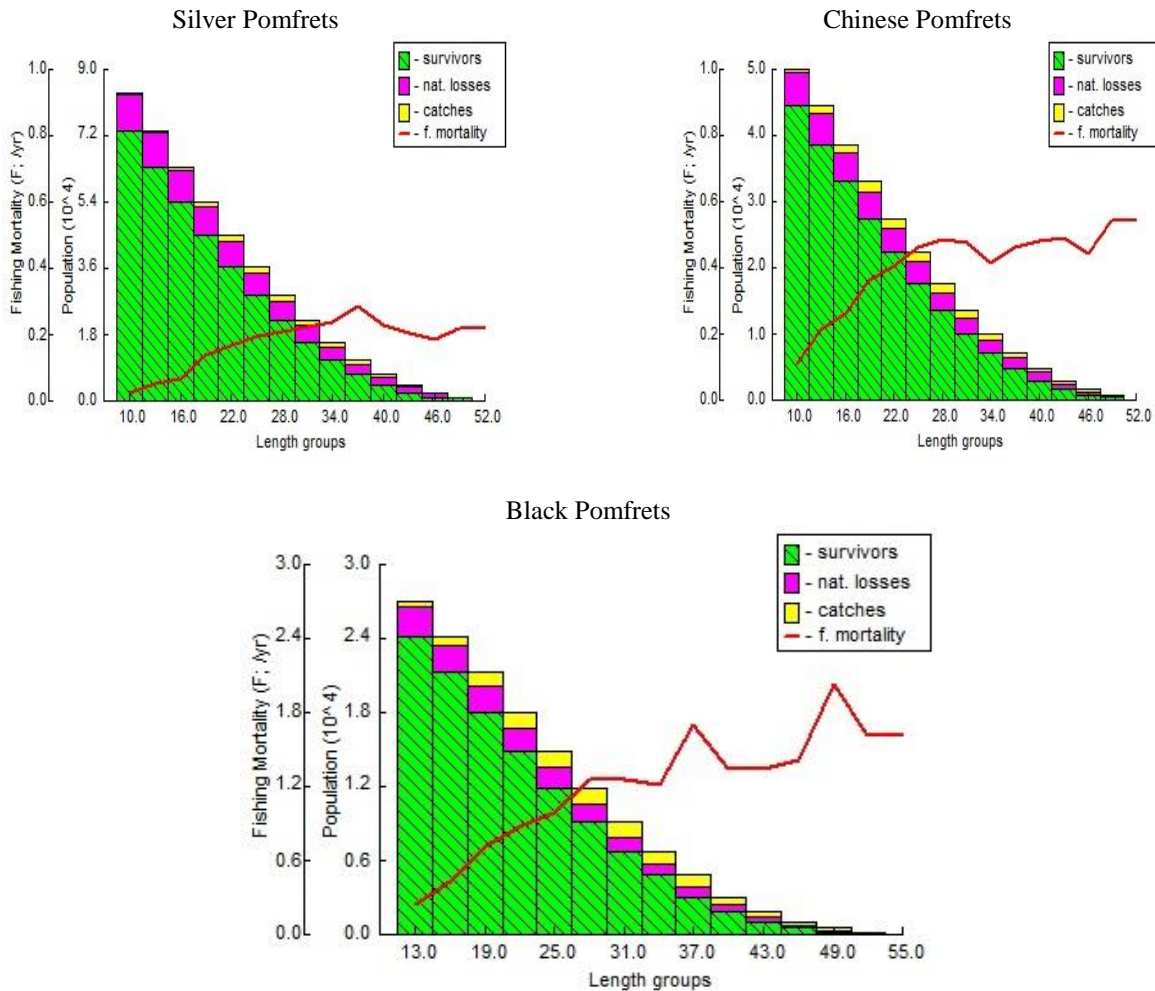 Silver Pomfrets
Chinese Pomfrets
1.0 9.0
0.8 7.2
0.6 5.4
0.4 3.6
0.2 1.8
0.0 0.0
Fishing Mortality (F; /yr)
Population (10^ 4)
- survivors
- nat. losses
- catches
- f. mortality
10.0 16.0 22.0 28.0 34.0 40.0 46.0 52.0
Length groups
1.0 5.0
0.8 4.0
0.6 3.0
0.4 2.0
0.2 1.0
0.0 0.0
Fishing Mortality (F; /yr)
Population (10^ 4)
- survivors
- nat. losses
- catches
- f. mortality
10.0 16.0 22.0 28.0 34.0 40.0 46.0 52.0
Length groups
Black Pomfrets
3.0 3.0
2.4 2.4
1.8 1.8
1.2 1.2
0.6 0.6
0.0 0.0
Fishing Mortality (F; /yr)
Population (10^ 4)
- survivors
- nat. losses
- catches
- f. mortality
13.0 19.0 25.0 31.0 37.0 43.0 49.0 55.0
Length groups